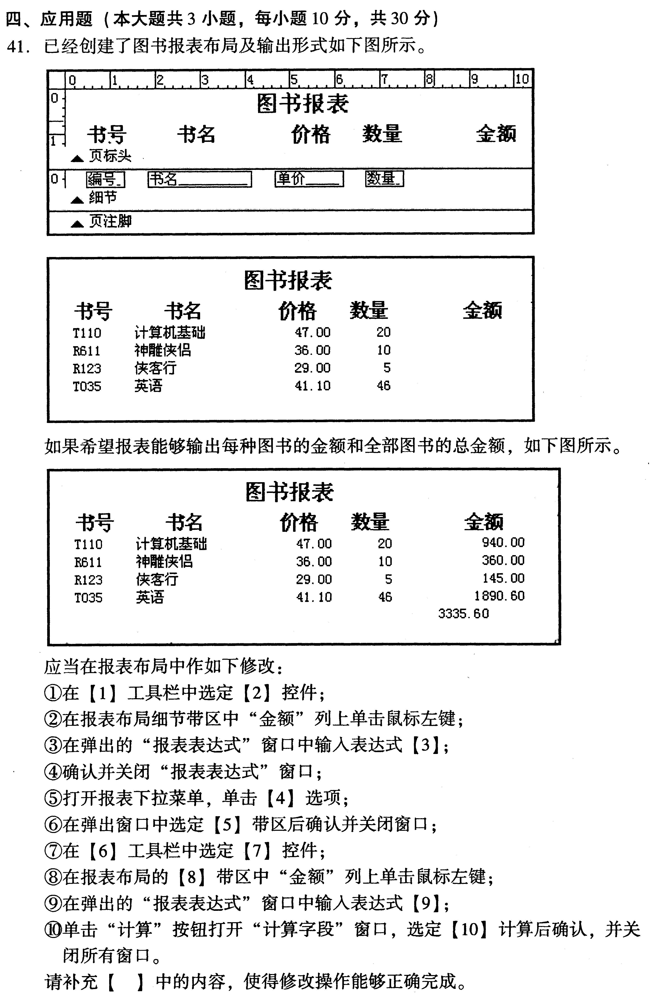 四、应用题（本大题共3小题，每小题10分，共30分）
41. 已经创建了图书报表布局及输出形式如下图所示。
0 1 2 3 4 5 6 7 8 9 10
0
图书报表
1
书号 书名 价格 数量 金额
▲ 页标头
0 编号 书名 单价 数量
▲ 细节
▲ 页注脚
图书报表
书号 书名 价格 数量 金额
T110 计算机基础 47.00 20
R611 神雕侠侣 36.00 10
R123 侠客行 29.00 5
T035 英语 41.10 46
如果希望报表能够输出每种图书的金额和全部图书的总金额，如下图所示。
图书报表
书号 书名 价格 数量 金额
T110 计算机基础 47.00 20 940.00
R611 神雕侠侣 36.00 10 360.00
R123 侠客行 29.00 5 145.00
T035 英语 41.10 46 1890.60
3335.60
应当在报表布局中作如下修改：
①在【1】工具栏中选定【2】控件；
②在报表布局细节带区中“金额”列上单击鼠标左键；
③在弹出的“报表表达式”窗口中输入表达式【3】；
④确认并关闭“报表表达式”窗口；
⑤打开报表下拉菜单，单击【4】选项；
⑥在弹出窗口中选定【5】带区后确认并关闭窗口；
⑦在【6】工具栏中选定【7】控件；
⑧在报表布局的【8】带区中“金额”列上单击鼠标左键；
⑨在弹出的“报表表达式”窗口中输入表达式【9】；
⑩单击“计算”按钮打开“计算字段”窗口，选定【10】计算后确认，并关
闭所有窗口。
请补充【 】中的内容，使得修改操作能够正确完成。